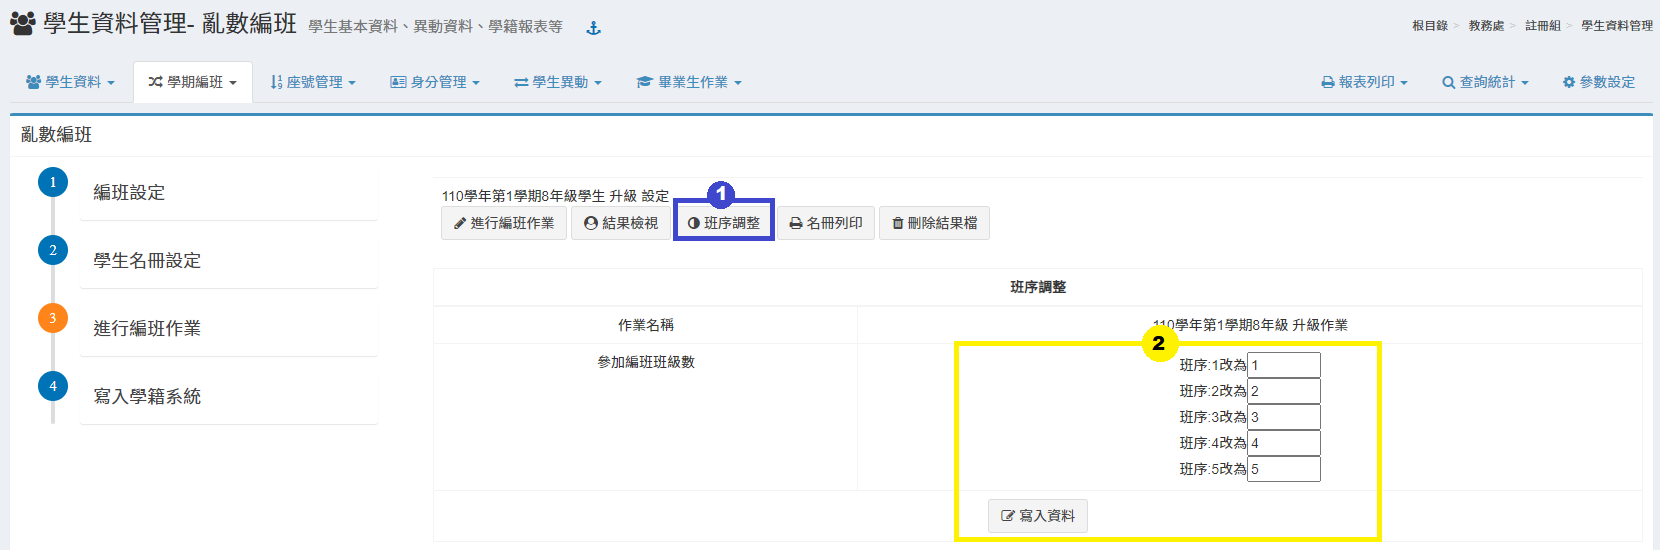 學生資料管理- 亂數編班 學生基本資料、異動資料、學籍報表等
根目錄 > 教務處 > 註冊組 > 學生資料管理
學生資料 學期編班 座號管理 身分管理 學生異動 畢業生作業 報表列印 查詢統計 參數設定
亂數編班
1 編班設定
2 學生名冊設定
3 進行編班作業
4 寫入學籍系統
110學年第1學期8年級學生 升級 設定
1
進行編班作業 結果檢視 班序調整 名冊列印 刪除結果檔
班序調整
作業名稱 110學年第1學期8年級 升級作業
2
參加編班班級數 班序:1改為 1
班序:2改為 2
班序:3改為 3
班序:4改為 4
班序:5改為 5
寫入資料